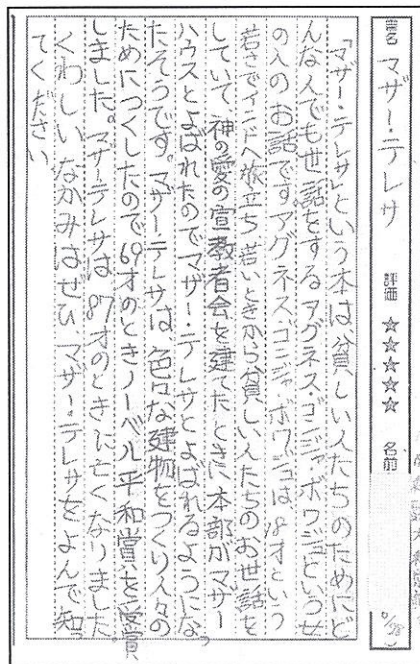 書名 マザー・テレサ 評価 ★★★★★ 名前
「マザー・テレサ」という本は、貧しい人たちのためにど
んな人でも世話をするアグネス・ゴンジャボワジュという女
の人のお話です。アグネス・ゴンジャボワジュは18才という
若さでインドへ旅立ち若いときから貧しい人たちのお世話を
していて、神の愛の宣教者会を建てたときに本部がマザー
ハウスとよばれたのでマザー・テレサとよばれるようになっ
たそうです。マザーテレサは、色々な建物をつくり人々の
ためにつくしたので69才のときノーベル平和賞を受賞
しました。マザーテレサは87才のときに亡くなりました。
くわしいなかみはぜひマザー・テレサをよんで知っ
てください